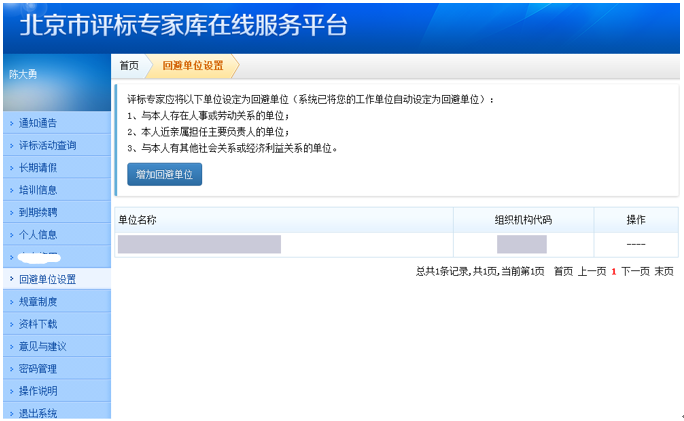 北京市评标专家库在线服务平台
陈大勇
首页 回避单位设置
通知通告
评标活动查询
长期请假
培训信息
到期续聘
个人信息
回避单位设置
规章制度
资料下载
意见与建议
密码管理
操作说明
退出系统
评标专家应将以下单位设定为回避单位（系统已将您的工作单位自动设定为回避单位）：
1、与本人存在人事或劳动关系的单位；
2、本人近亲属担任主要负责人的单位；
3、与本人有其他社会关系或经济利益关系的单位。
增加回避单位
单位名称 组织机构代码 操作
----
总共1条记录,共1页,当前第1页 首页 上一页 1 下一页 末页